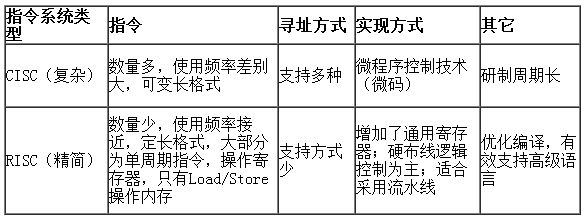 指令系统类型 指令 寻址方式 实现方式 其它
CISC（复杂） 数量多，使用频率差别大，可变长格式 支持多种 微程序控制技术（微码） 研制周期长
RISC（精简） 数量少，使用频率接近，定长格式，大部分为单周期指令，操作寄存器，只有Load/Store操作内存 支持方式少 增加了通用寄存器；硬布线逻辑控制为主；适合采用流水线 优化编译，有效支持高级语言